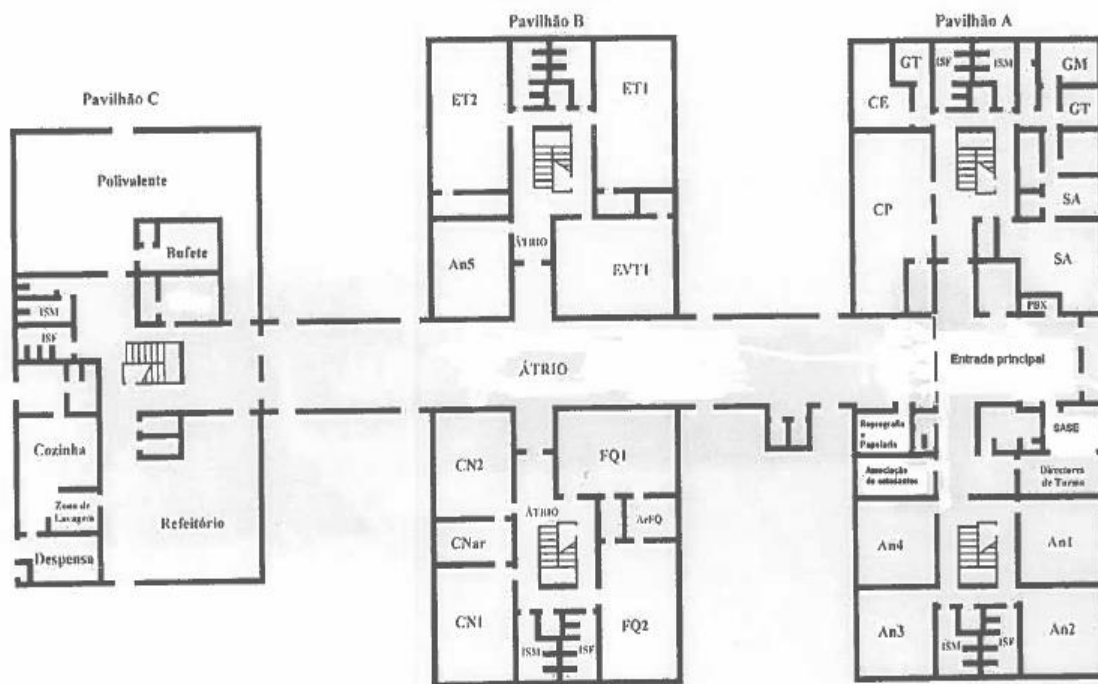 Pavilhão B
Pavilhão A
Pavilhão C
GT
ISF
ISM
GM
ET2
ET1
CE
GT
Polivalente
CP
SA
Bufete
ÁTRIO
An5
EVT1
SA
PBX
ISM
ISF
ÁTRIO
Entrada principal
Reprografia
e
Papelaria
SASE
Cozinha
CN2
FQ1
Associação
de estudantes
Directores
de Turma
Zona de
Lavagem
Refeitório
ÁTRIO
ArFQ
CNar
An4
An1
Despensa
CN1
FQ2
An3
An2
ISM
ISF
ISM
ISF